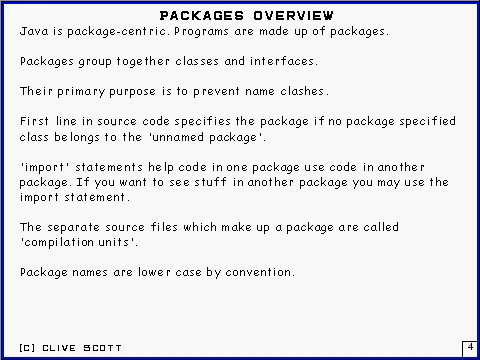 PACKAGES OVERVIEW
Java is package-centric. Programs are made up of packages.
Packages group together classes and interfaces.
Their primary purpose is to prevent name clashes.
First line in source code specifies the package if no package specified
class belongs to the 'unnamed package'.
'import' statements help code in one package use code in another
package. If you want to see stuff in another package you may use the
import statement.
The separate source files which make up a package are called
'compilation units'.
Package names are lower case by convention.
(C) CLIVE SCOTT
4